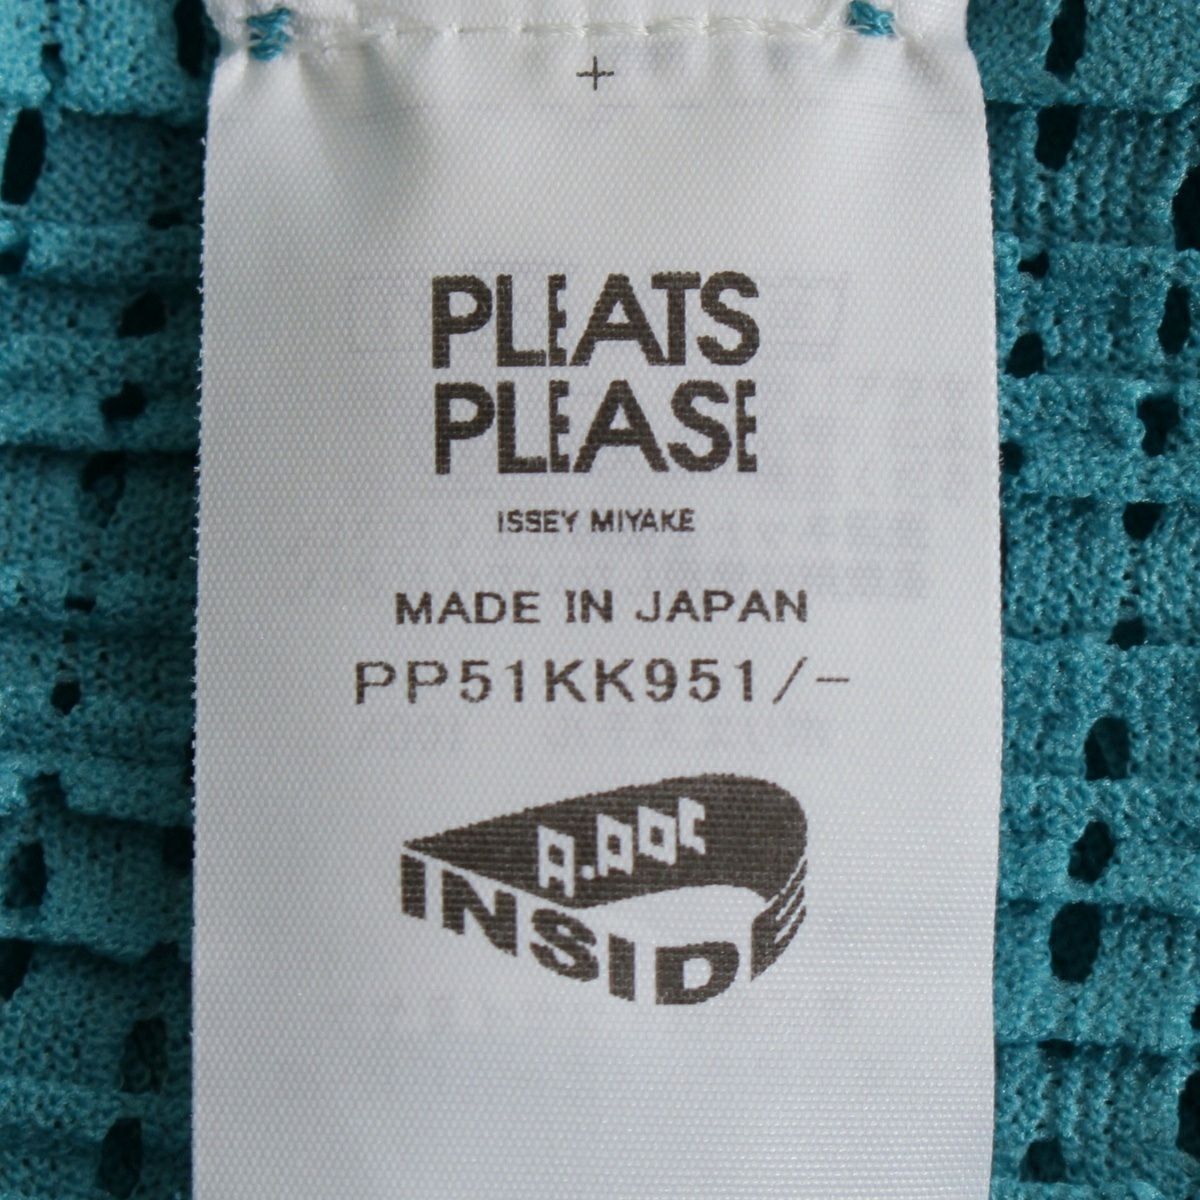 PLEATS
PLEASE
ISSEY MIYAKE
MADE IN JAPAN
PP51KK951/-
A-POC
INSIDE